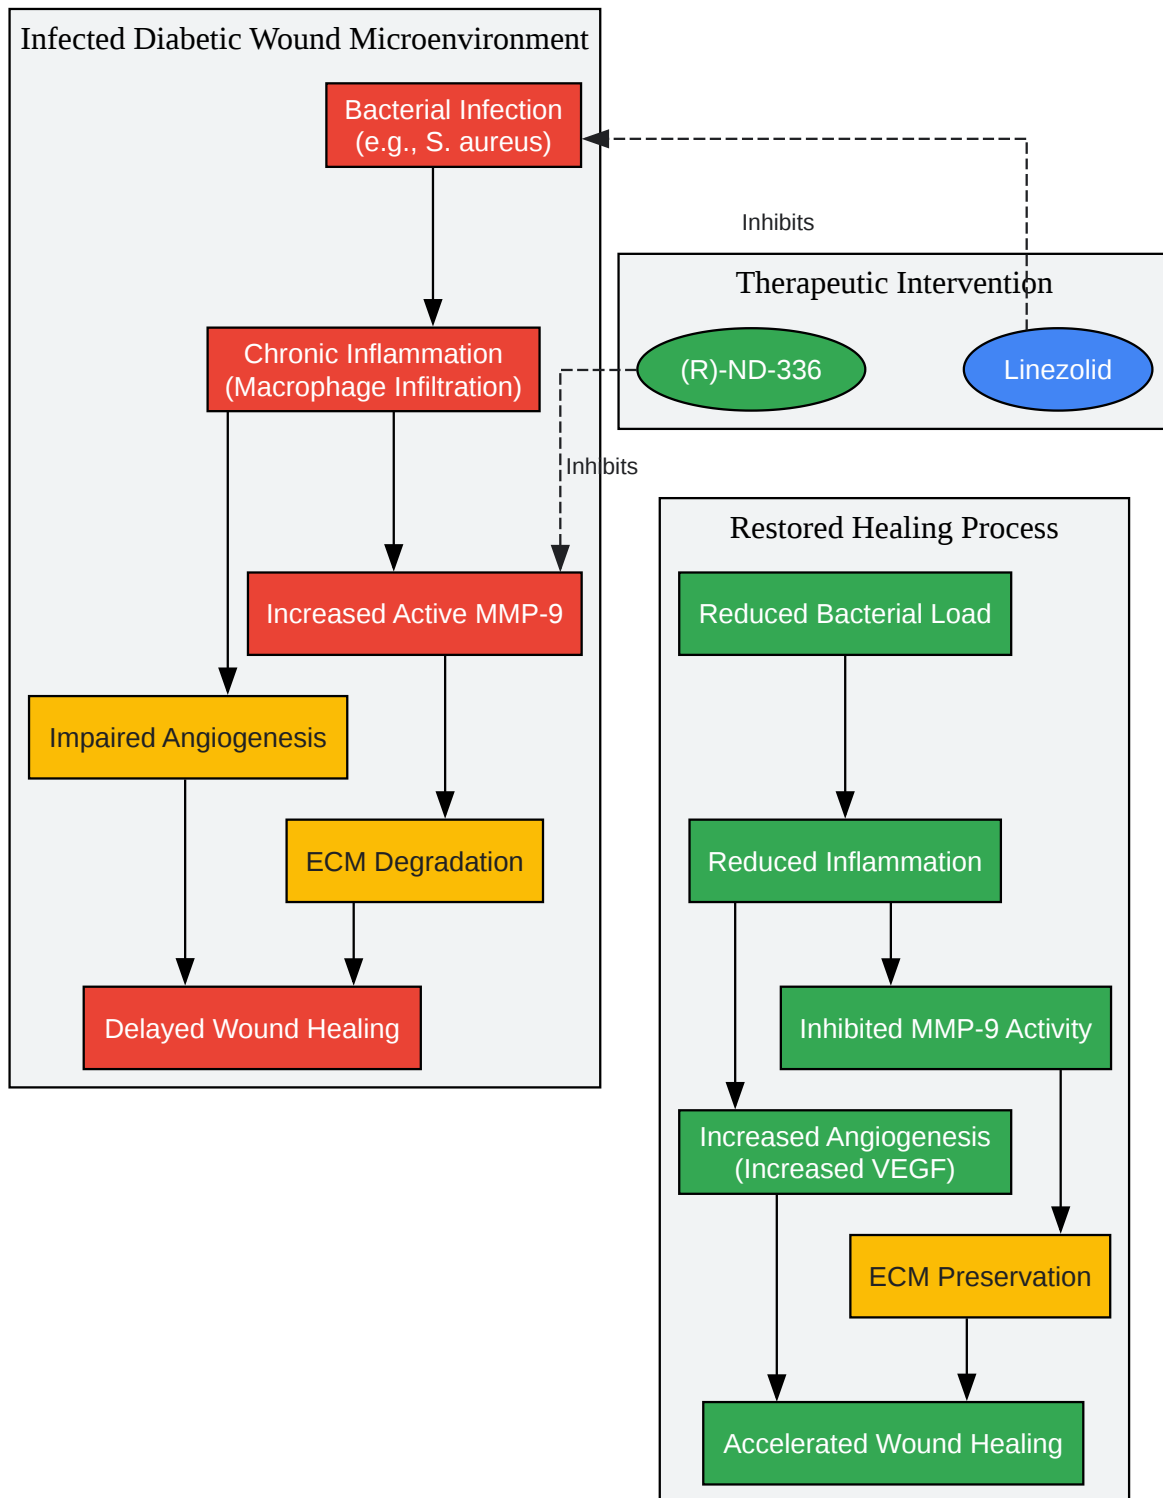 Infected Diabetic Wound Microenvironment
Bacterial Infection
(e.g., S. aureus)
Inhibits
Therapeutic Intervention
Chronic Inflammation
(Macrophage Infiltration)
(R)-ND-336
Linezolid
Inhibits
Restored Healing Process
Increased Active MMP-9
Reduced Bacterial Load
Impaired Angiogenesis
ECM Degradation
Reduced Inflammation
Delayed Wound Healing
Inhibited MMP-9 Activity
Increased Angiogenesis
(Increased VEGF)
ECM Preservation
Accelerated Wound Healing